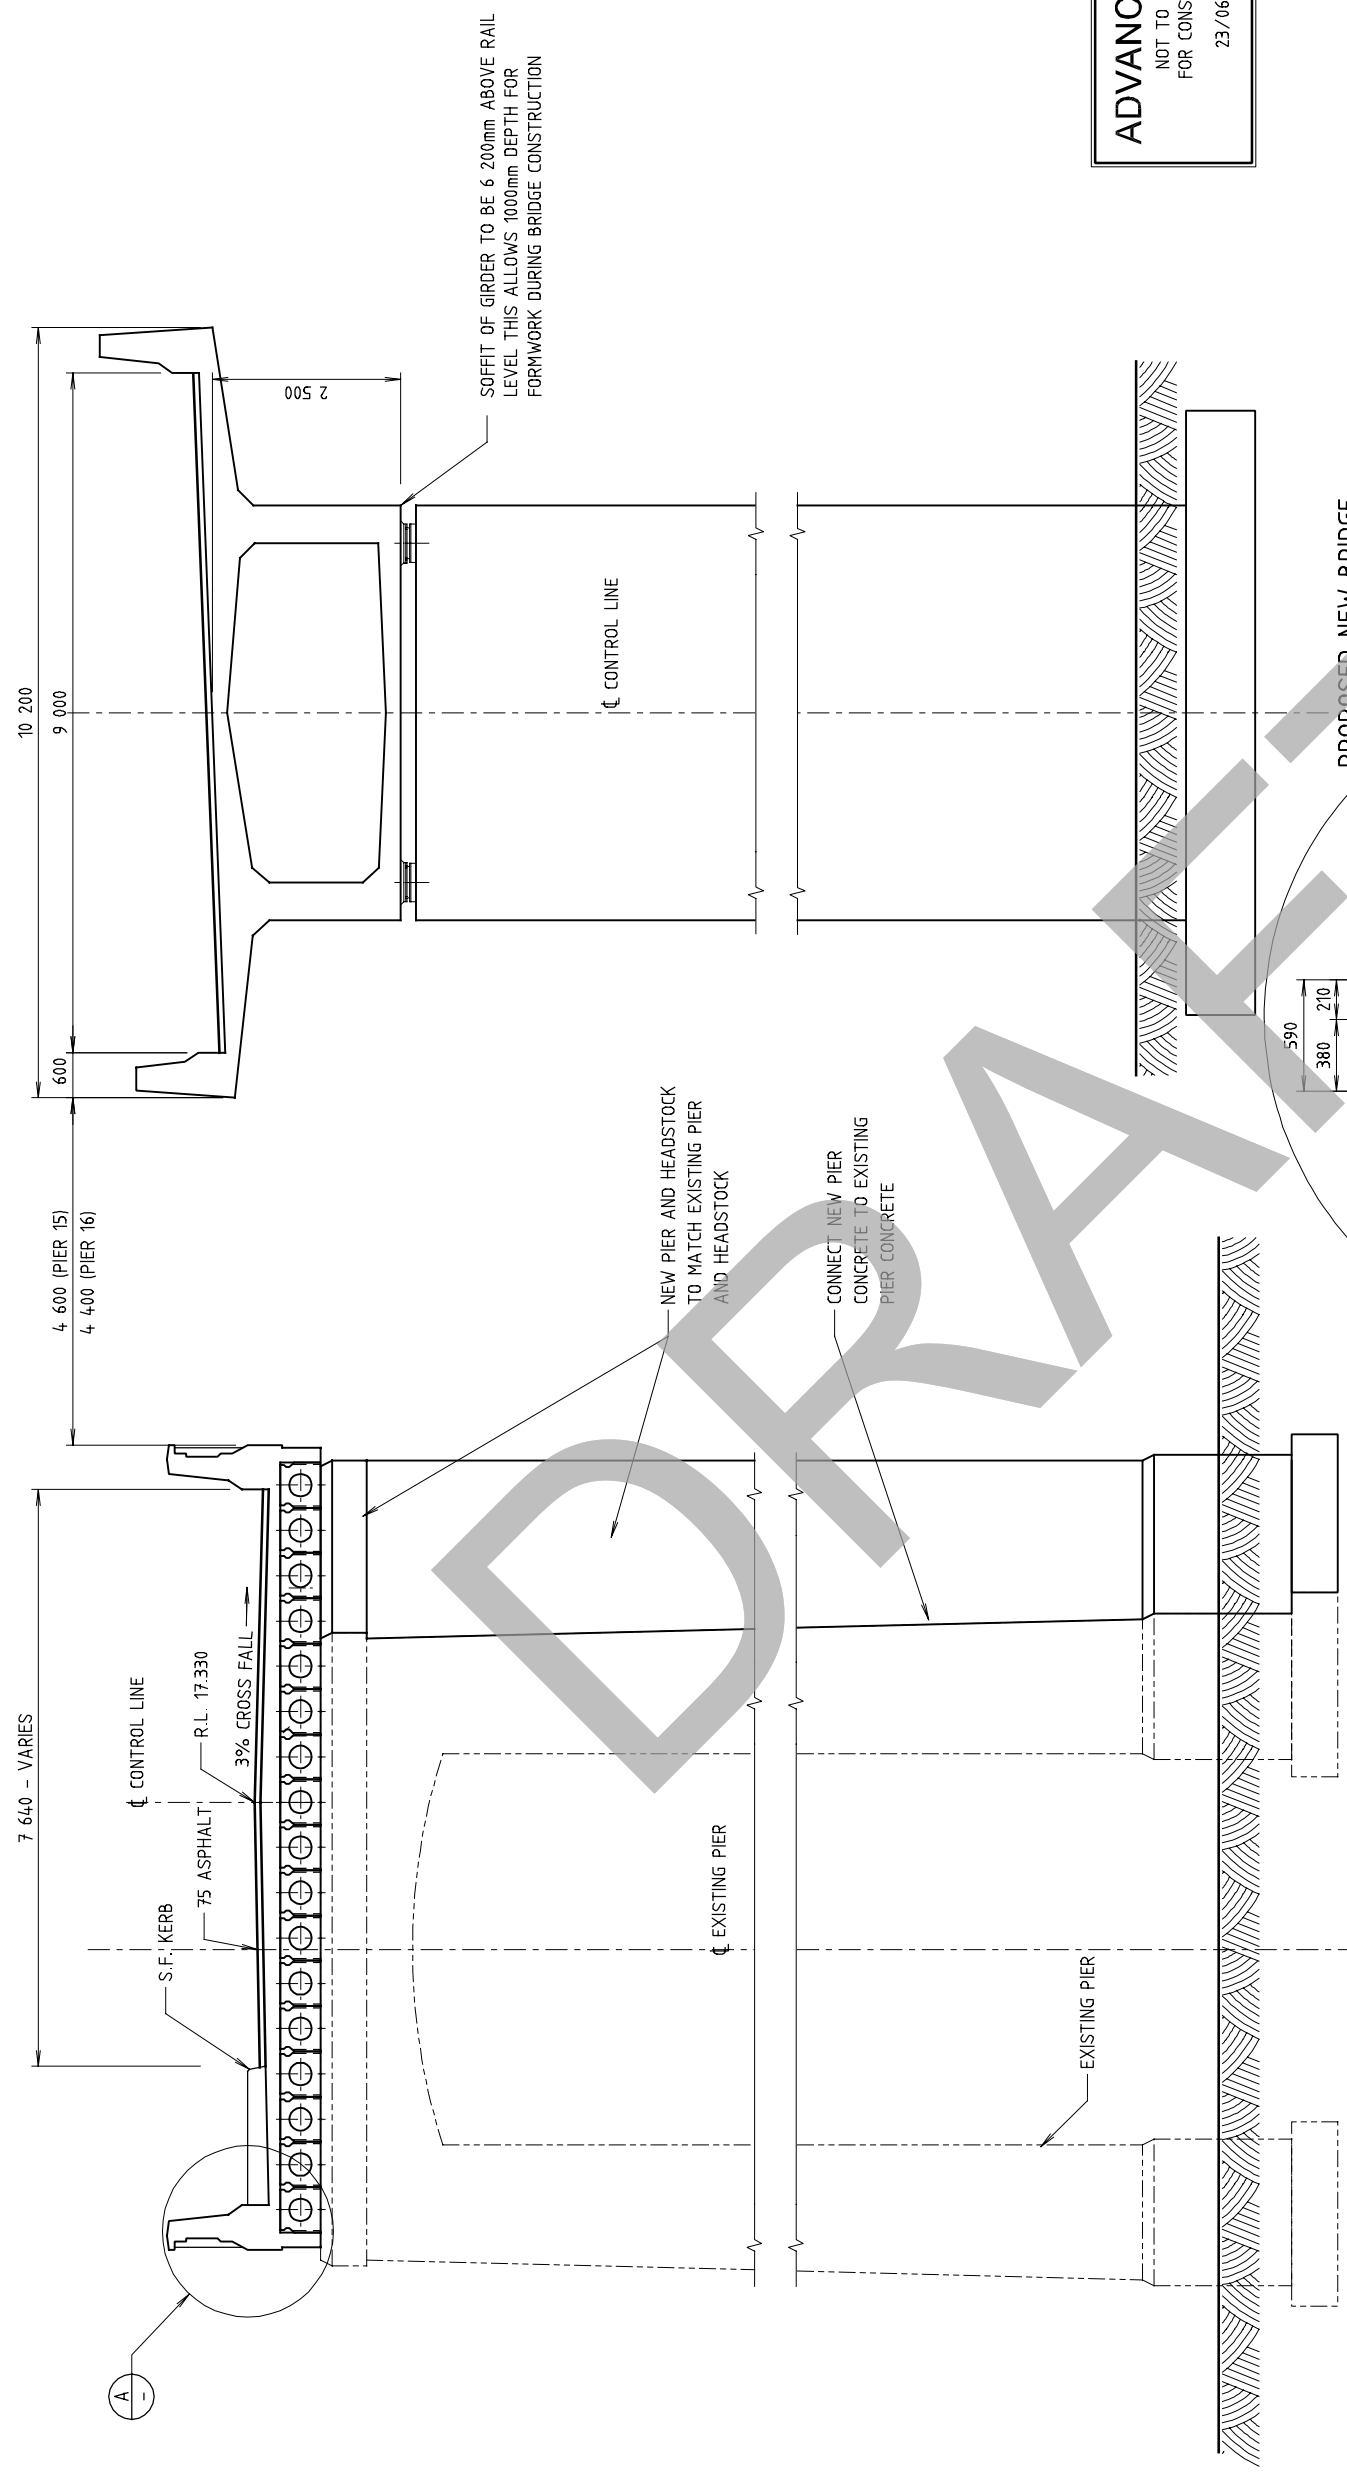 7 640 - VARIES
4 600 (PIER 15)
4 400 (PIER 16)
10 200
600
9 000
2 500
A
-
S.F. KERB
75 ASPHALT
℄ CONTROL LINE
R.L. 17.330
3% CROSS FALL
℄ EXISTING PIER
EXISTING PIER
NEW PIER AND HEADSTOCK
TO MATCH EXISTING PIER
AND HEADSTOCK
CONNECT NEW PIER
CONCRETE TO EXISTING
PIER CONCRETE
℄ CONTROL LINE
SOFFIT OF GIRDER TO BE 6 200mm ABOVE RAIL
LEVEL THIS ALLOWS 1000mm DEPTH FOR
FORMWORK DURING BRIDGE CONSTRUCTION
590
380
210
PROPOSED NEW BRIDGE
ADVANC
NOT TO
FOR CONS
23/06
DRAFT